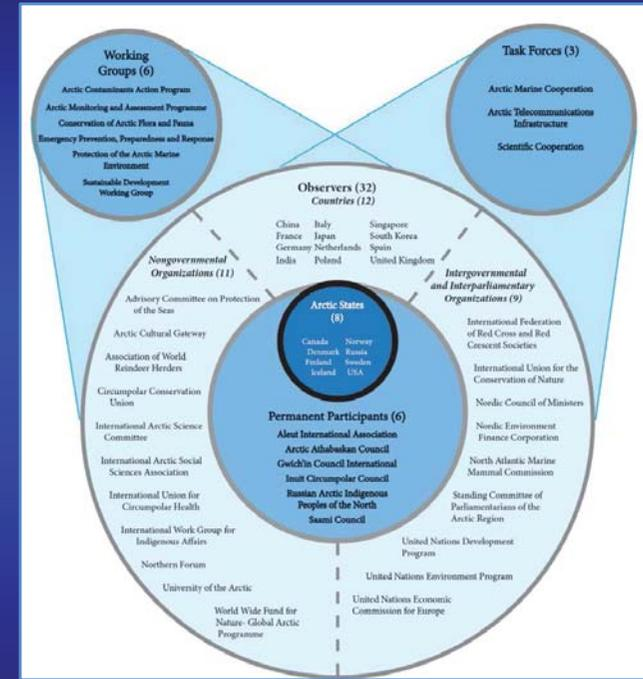 Working
Groups (6)
Arctic Contaminants Action Program
Arctic Monitoring and Assessment Programme
Conservation of Arctic Flora and Fauna
Emergency Prevention, Preparedness and Response
Protection of the Arctic Marine
Environment
Sustainable Development
Working Group
Task Forces (3)
Arctic Marine Cooperation
Arctic Telecommunications
Infrastructure
Scientific Cooperation
Observers (32)
Countries (12)
China Italy Singapore
France Japan South Korea
Germany Netherlands Spain
India Poland United Kingdom
Nongovernmental
Organizations (11)
Advisory Committee on Protection
of the Seas
Arctic Cultural Gateway
Association of World
Reindeer Herders
Circumpolar Conservation
Union
International Arctic Science
Committee
International Arctic Social
Sciences Association
International Union for
Circumpolar Health
International Work Group for
Indigenous Affairs
Northern Forum
University of the Arctic
World Wide Fund for
Nature- Global Arctic
Programme
Arctic States
(8)
Canada Norway
Denmark Russia
Finland Sweden
Iceland USA
Permanent Participants (6)
Aleut International Association
Arctic Athabaskan Council
Gwich'in Council International
Inuit Circumpolar Council
Russian Arctic Indigenous
Peoples of the North
Saami Council
Intergovernmental
and Interparliamentary
Organizations (9)
International Federation
of Red Cross and Red
Crescent Societies
International Union for the
Conservation of Nature
Nordic Council of Ministers
Nordic Environment
Finance Corporation
North Atlantic Marine
Mammal Commission
Standing Committee of
Parliamentarians of the
Arctic Region
United Nations Development
Program
United Nations Environment Program
United Nations Economic
Commission for Europe